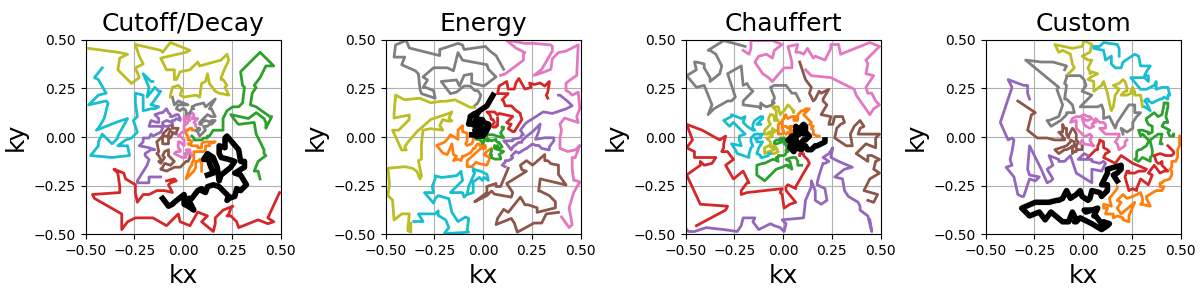 Cutoff/Decay Energy Chauffert Custom
0.50 0.50 0.50 0.50
0.25 0.25 0.25 0.25
ky 0.00 ky 0.00 ky 0.00 ky 0.00
−0.25 −0.25 −0.25 −0.25
−0.50 −0.50 −0.50 −0.50
−0.50 −0.25 0.00 0.25 0.50 −0.50 −0.25 0.00 0.25 0.50 −0.50 −0.25 0.00 0.25 0.50 −0.50 −0.25 0.00 0.25 0.50
kx kx kx kx